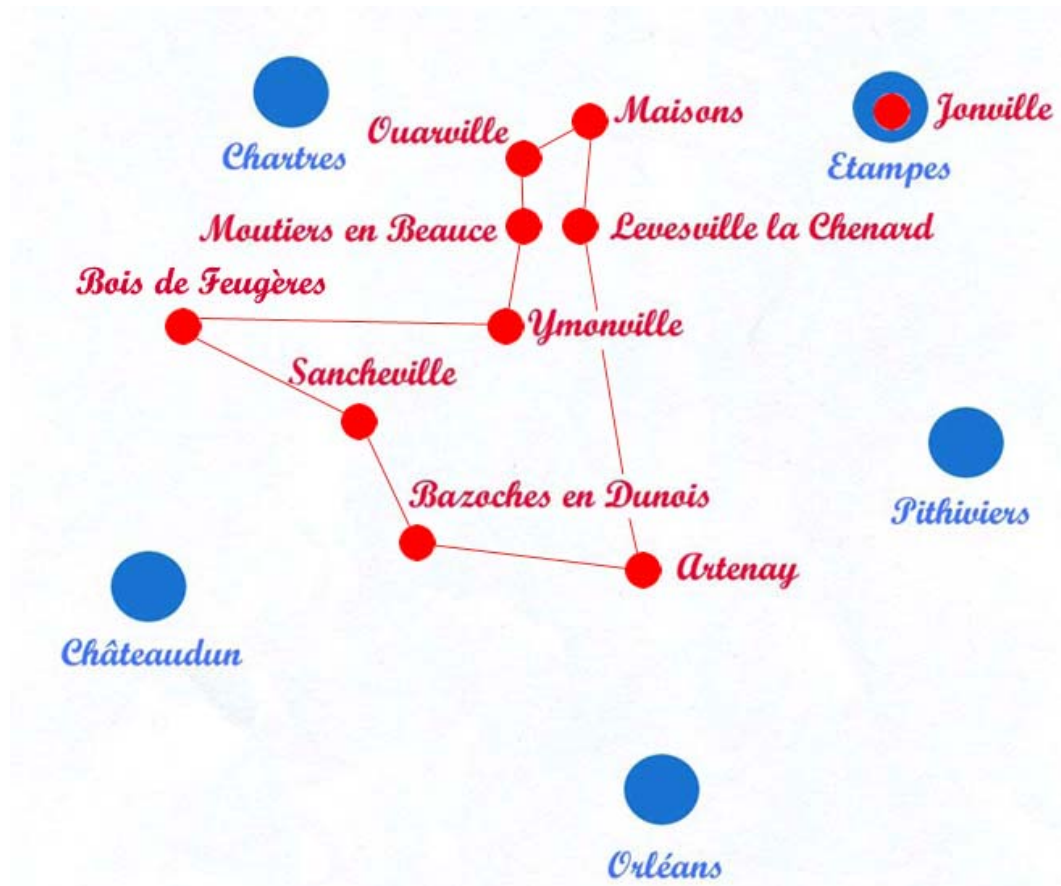 Maisons
Jonville
Ouarville
Chartres
Etampes
Moutiers en Beauce
Levesville la Chenard
Bois de Feugères
Ymonville
Sancheville
Bazoches en Dunois
Pithiviers
Artenay
Châteaudun
Orléans